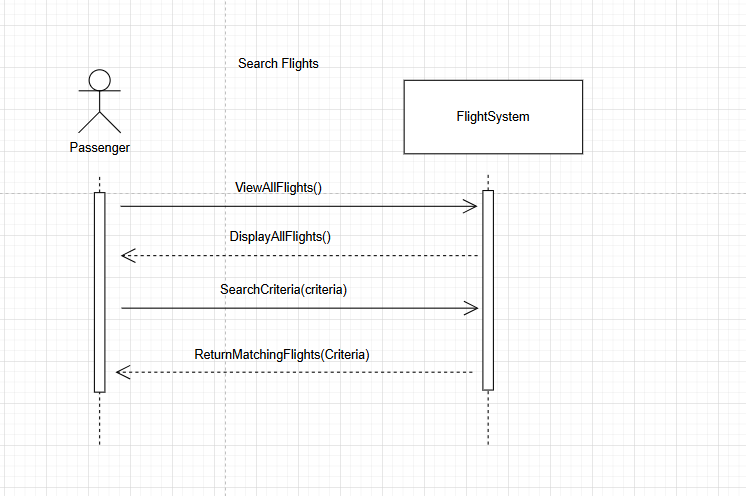 Search Flights
FlightSystem
Passenger
ViewAllFlights()
DisplayAllFlights()
SearchCriteria(criteria)
ReturnMatchingFlights(Criteria)